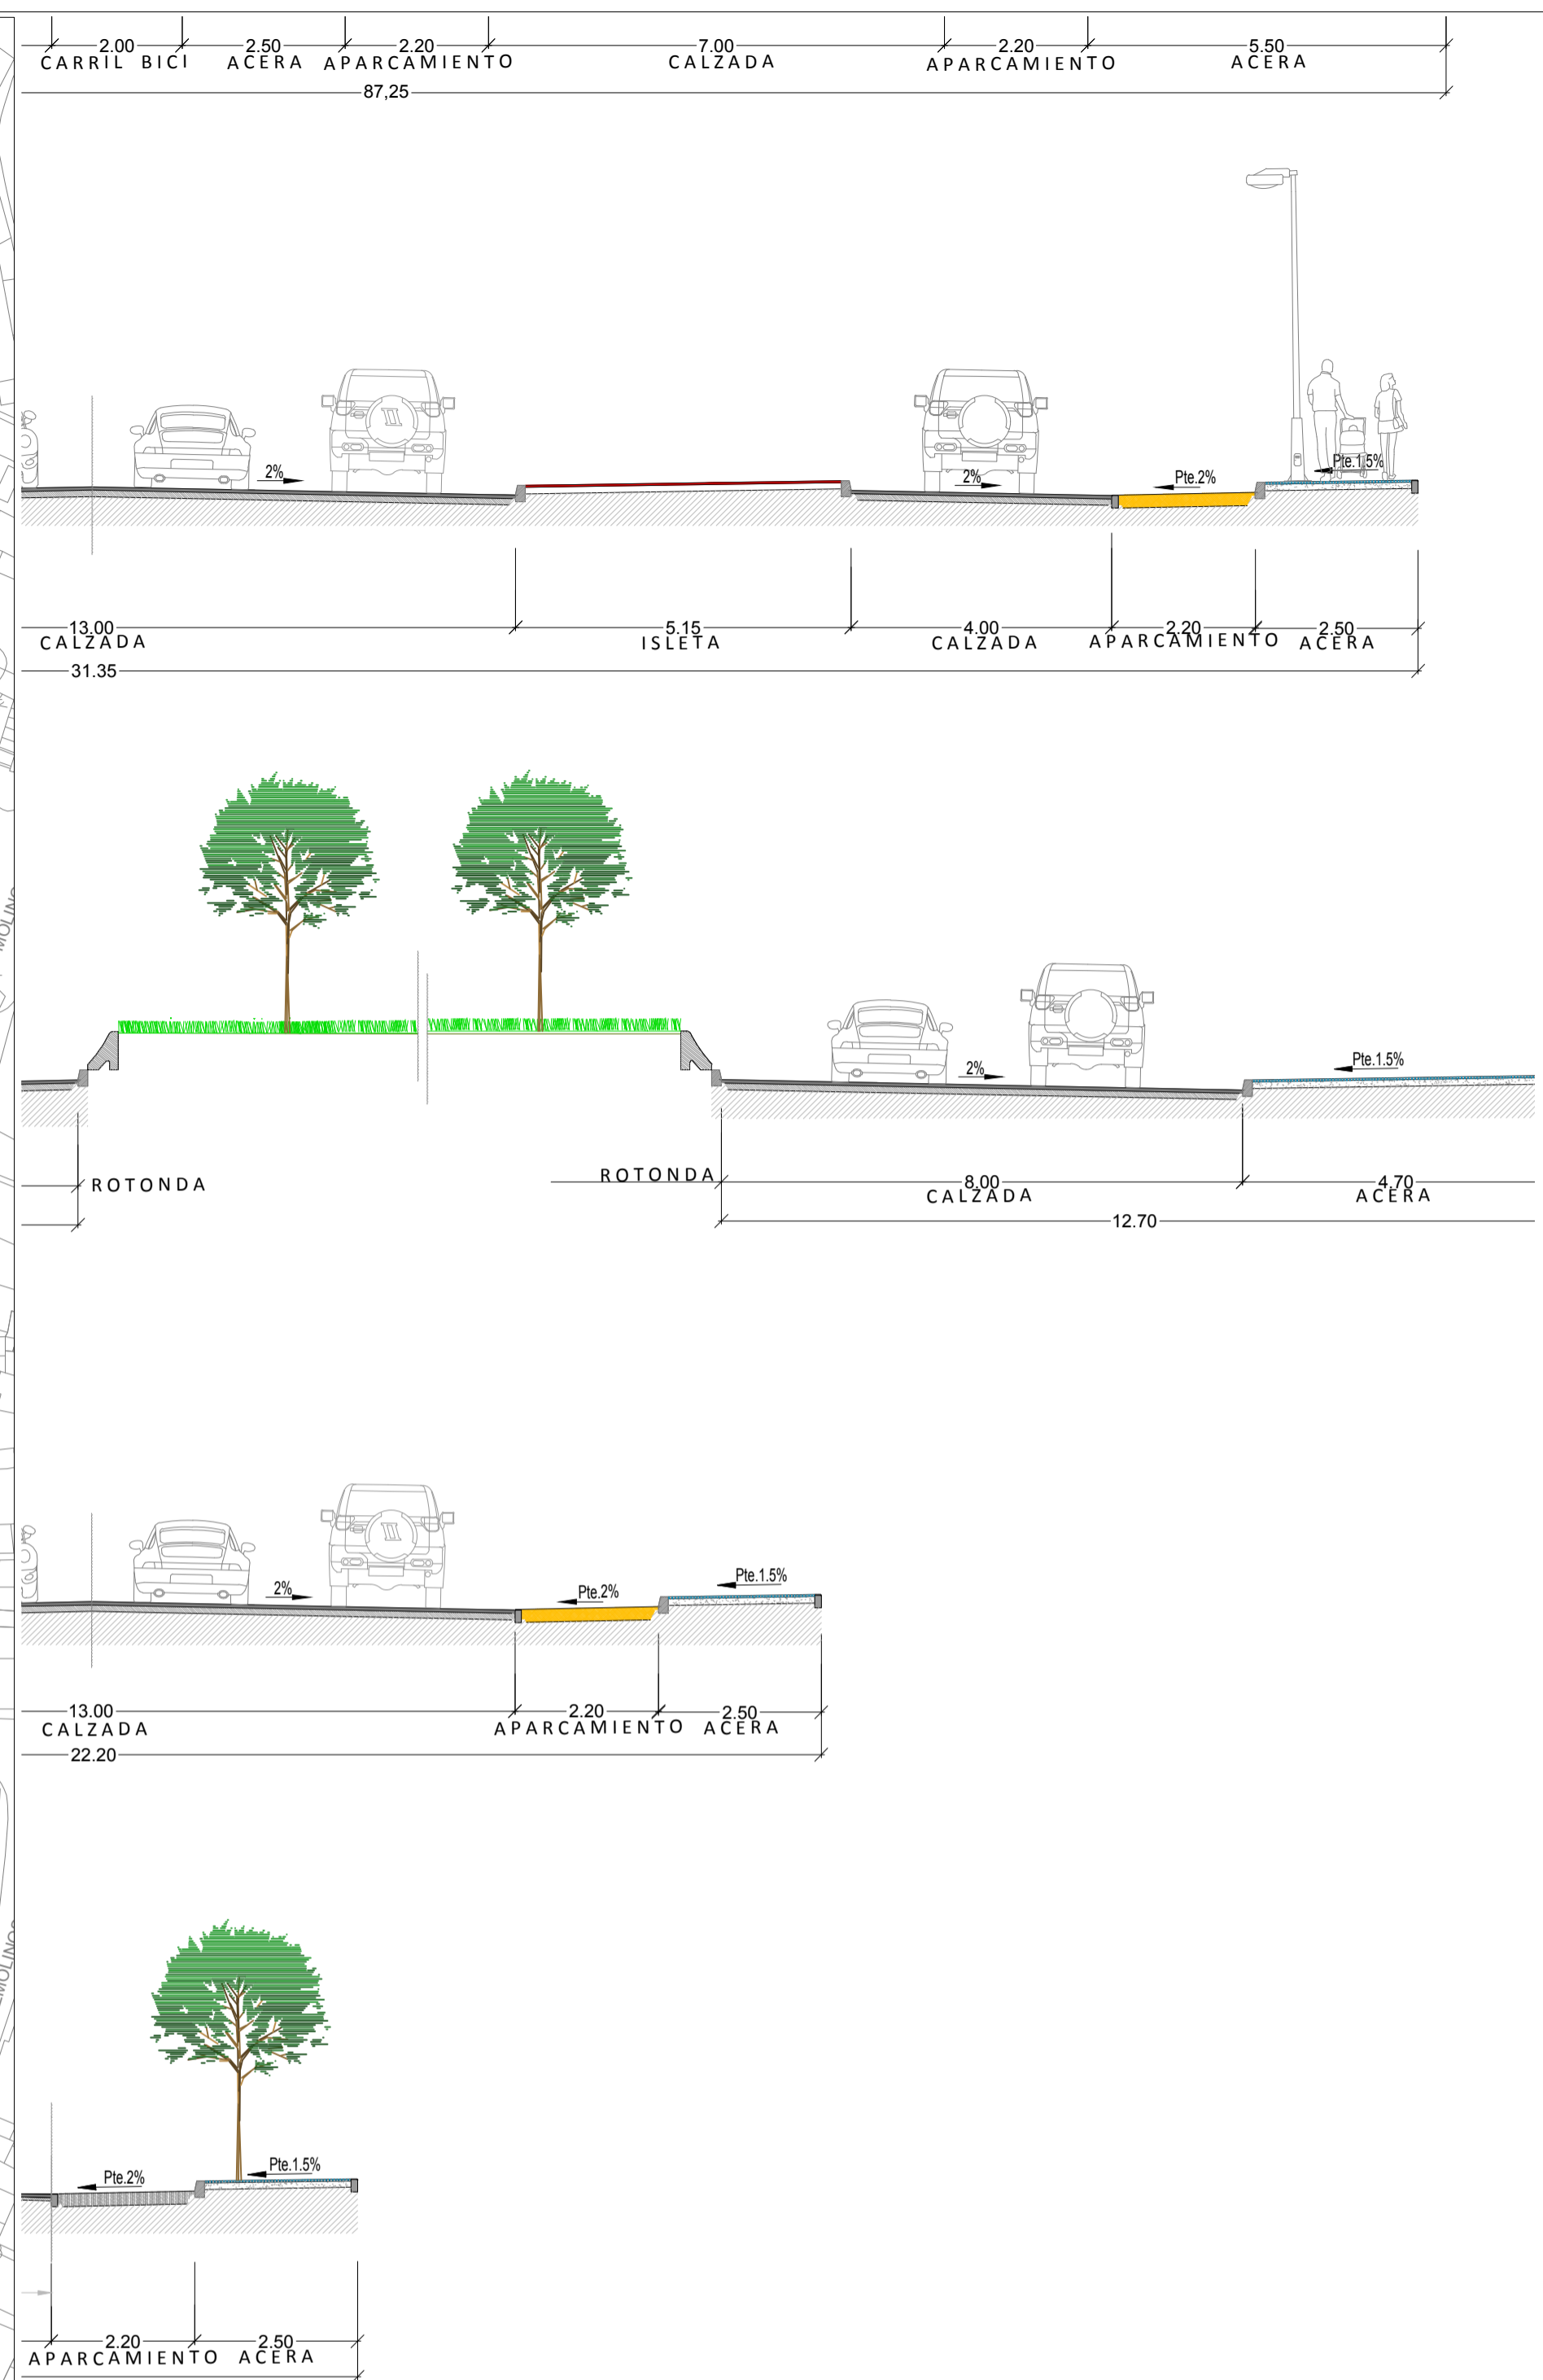 2.00 2.50 2.20 7.00 2.20 5.50
CARRIL BICI ACERA APARCAMIENTO CALZADA APARCAMIENTO ACERA
87,25
2% 2% Pte.2% Pte.1.5%
13.00 5.15 4.00 2.20 2.50
CALZADA ISLETA CALZADA APARCAMIENTO ACERA
31.35
2% Pte.1.5%
ROTONDA ROTONDA 8.00 4.70
CALZADA ACERA
12.70
2% Pte.2% Pte.1.5%
13.00 2.20 2.50
CALZADA APARCAMIENTO ACERA
22.20
Pte.2% Pte.1.5%
2.20 2.50
APARCAMIENTO ACERA